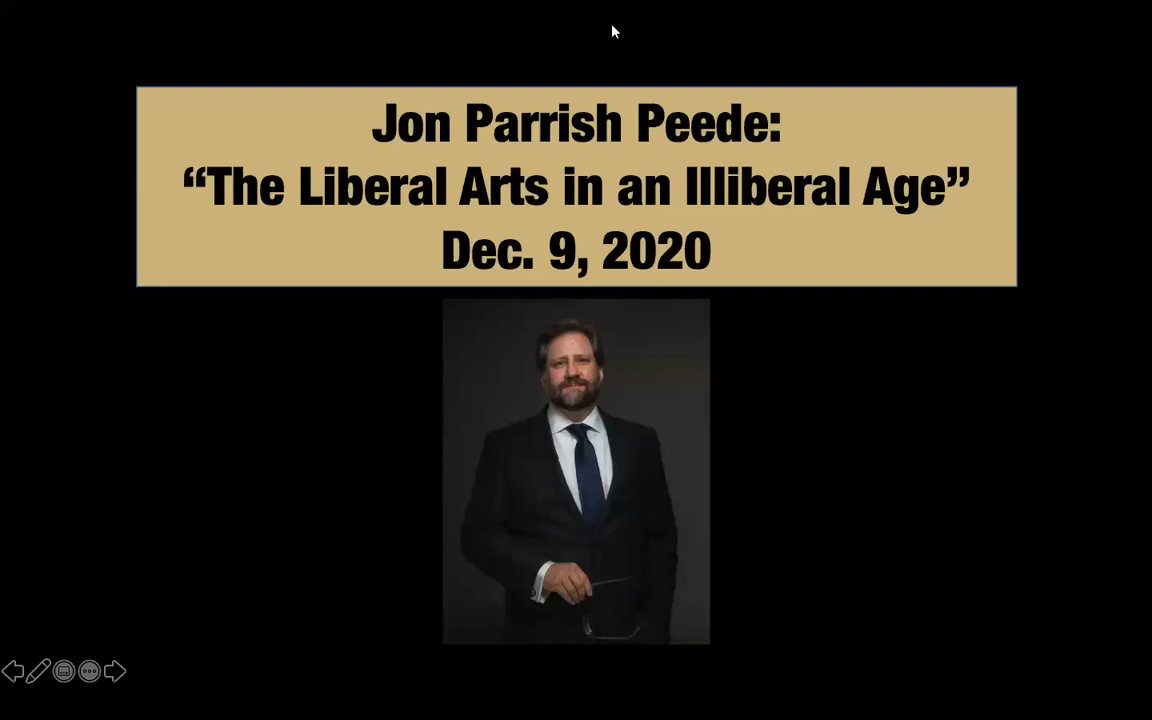 Jon Parrish Peede:
“The Liberal Arts in an Illiberal Age”
Dec. 9, 2020